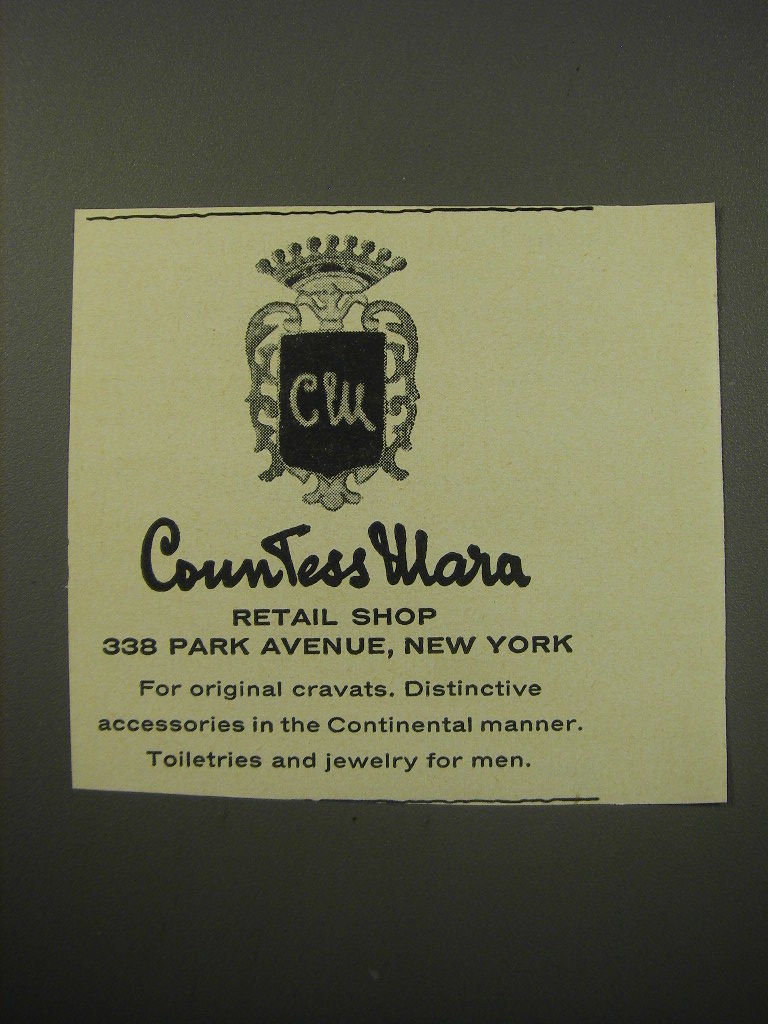 CM
Countess Mara
RETAIL SHOP
338 PARK AVENUE, NEW YORK
For original cravats. Distinctive
accessories in the Continental manner.
Toiletries and jewelry for men.